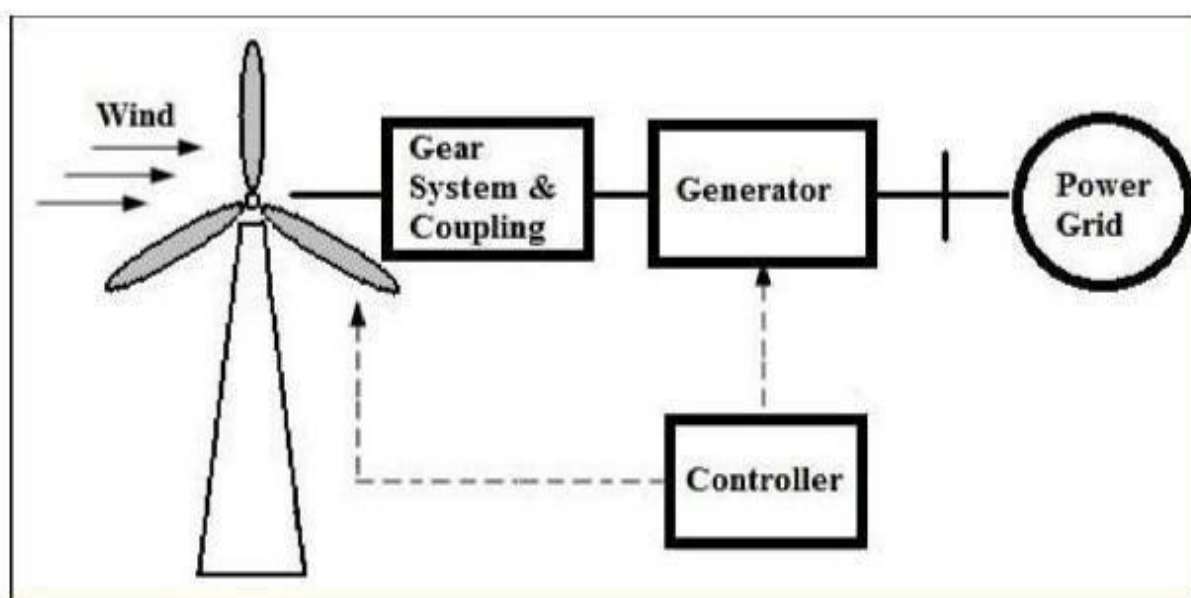 Wind
Gear
System &
Coupling
Generator
Power
Grid
Controller